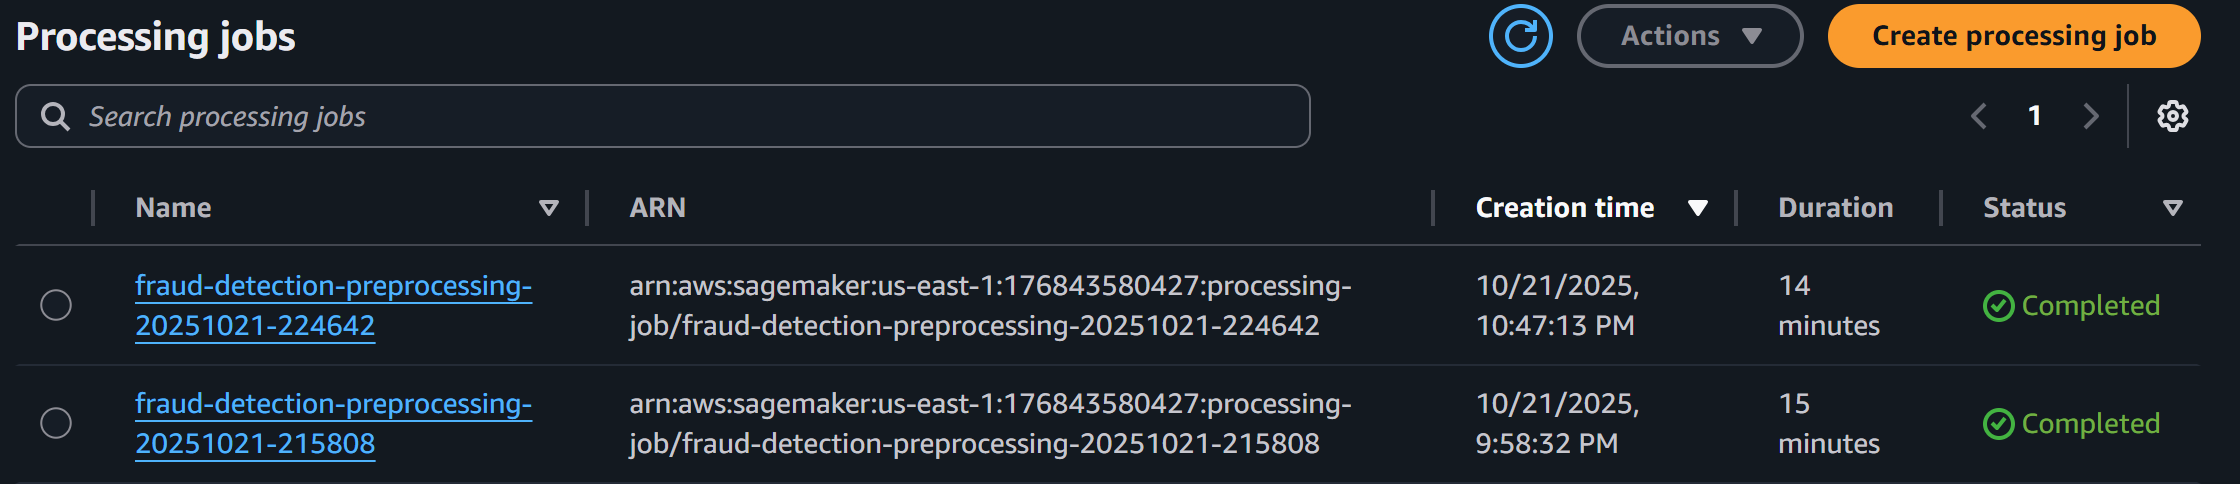 Processing jobs
Actions
Create processing job
Search processing jobs
1
Name
ARN
Creation time
Duration
Status
fraud-detection-preprocessing-
20251021-224642
arn:aws:sagemaker:us-east-1:176843580427:processing-
job/fraud-detection-preprocessing-20251021-224642
10/21/2025,
10:47:13 PM
14
minutes
Completed
fraud-detection-preprocessing-
20251021-215808
arn:aws:sagemaker:us-east-1:176843580427:processing-
job/fraud-detection-preprocessing-20251021-215808
10/21/2025,
9:58:32 PM
15
minutes
Completed